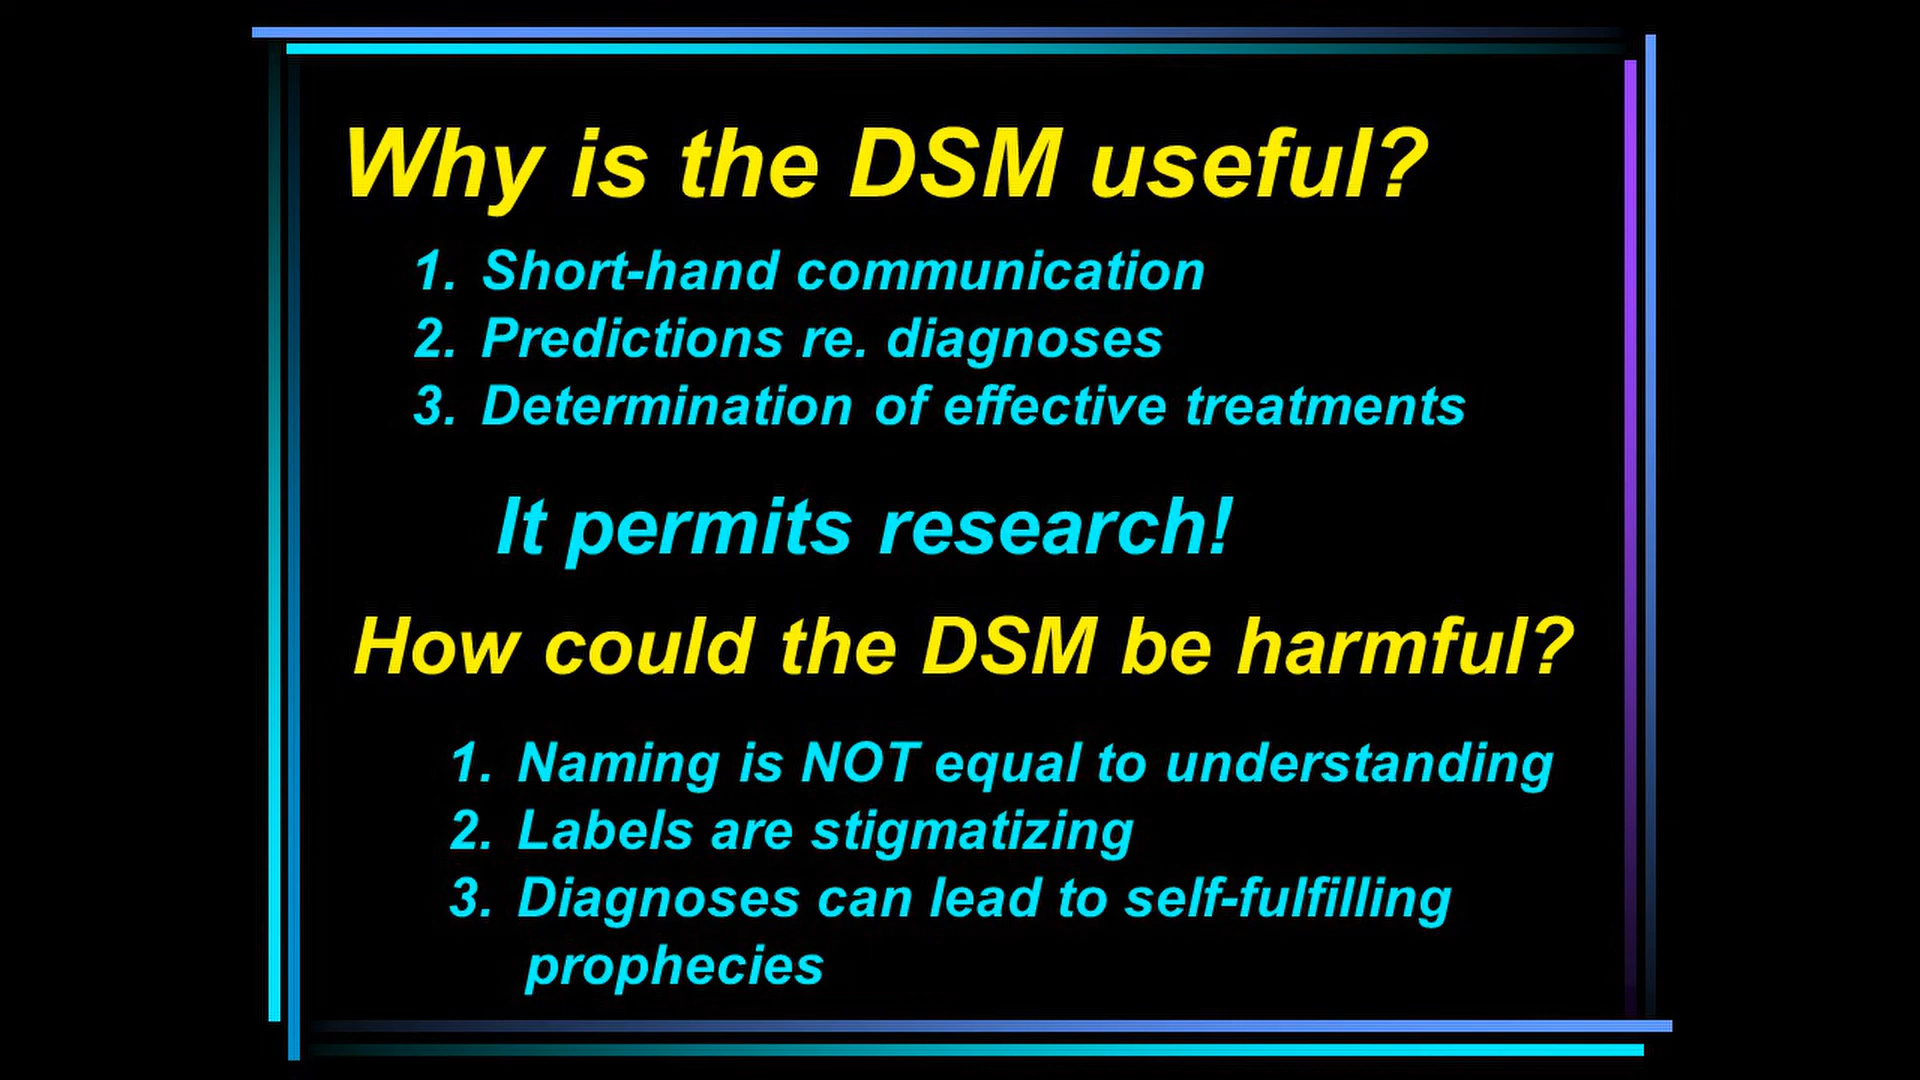 Why is the DSM useful?
1. Short-hand communication
2. Predictions re. diagnoses
3. Determination of effective treatments
It permits research!
How could the DSM be harmful?
1. Naming is NOT equal to understanding
2. Labels are stigmatizing
3. Diagnoses can lead to self-fulfilling
prophecies